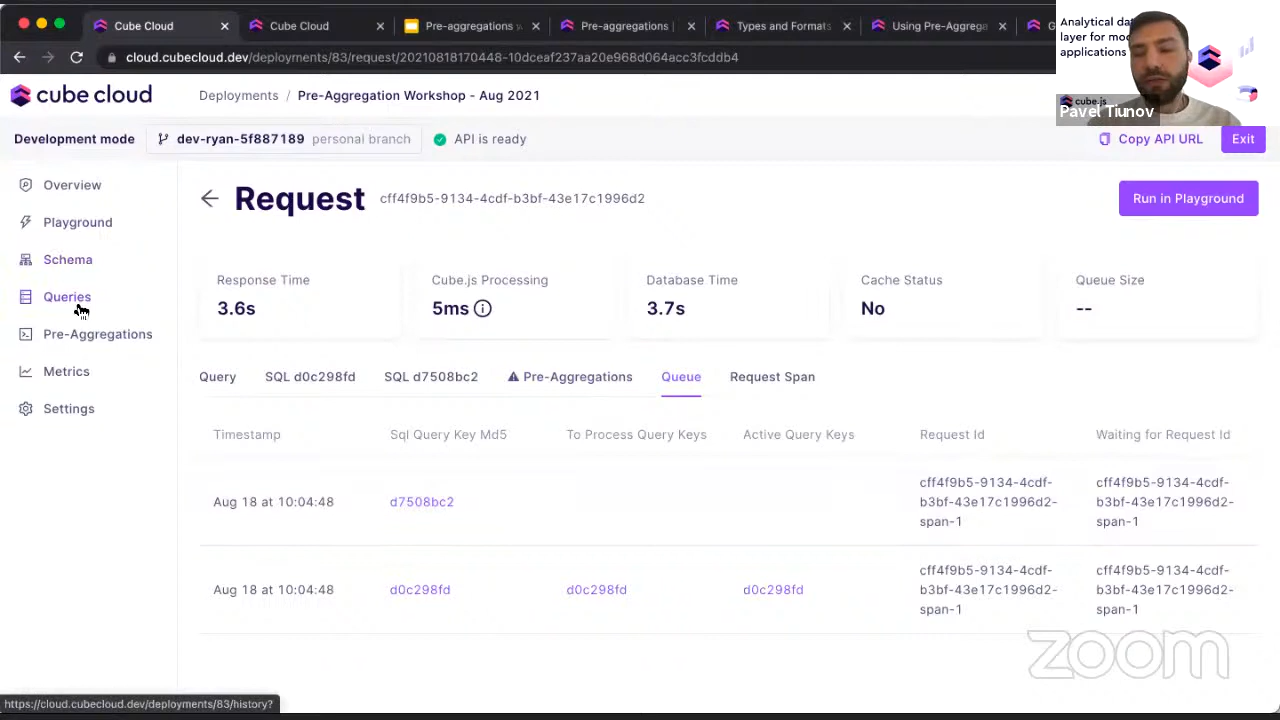 Cube Cloud
Cube Cloud
Pre-aggregations
Pre-aggregations
Types and Formats
Using Pre-Aggrega
cloud.cubecloud.dev/deployments/83/request/20210818170448-10dceaf237aa20e968d064acc3fcddb4
Analytical
layer for
applications
cube.js
Pavel Tiunov
cube cloud
Deployments / Pre-Aggregation Workshop - Aug 2021
Development mode
dev-ryan-5f887189 personal branch
API is ready
Copy API URL
Exit
Overview
Playground
Schema
Queries
Pre-Aggregations
Metrics
Settings
Request cff4f9b5-9134-4cdf-b3bf-43e17c1996d2
Run in Playground
Response Time
3.6s
Cube.js Processing
5ms
Database Time
3.7s
Cache Status
No
Queue Size
--
Query SQL d0c298fd SQL d7508bc2 Pre-Aggregations Queue Request Span
Timestamp Sql Query Key Md5 To Process Query Keys Active Query Keys Request Id Waiting for Request Id
Aug 18 at 10:04:48 d7508bc2
cff4f9b5-9134-4cdf-
b3bf-43e17c1996d2-
span-1
cff4f9b5-9134-4cdf-
b3bf-43e17c1996d2-
span-1
Aug 18 at 10:04:48 d0c298fd d0c298fd d0c298fd
cff4f9b5-9134-4cdf-
b3bf-43e17c1996d2-
span-1
cff4f9b5-9134-4cdf-
b3bf-43e17c1996d2-
span-1
zoom
https://cloud.cubecloud.dev/deployments/83/history?